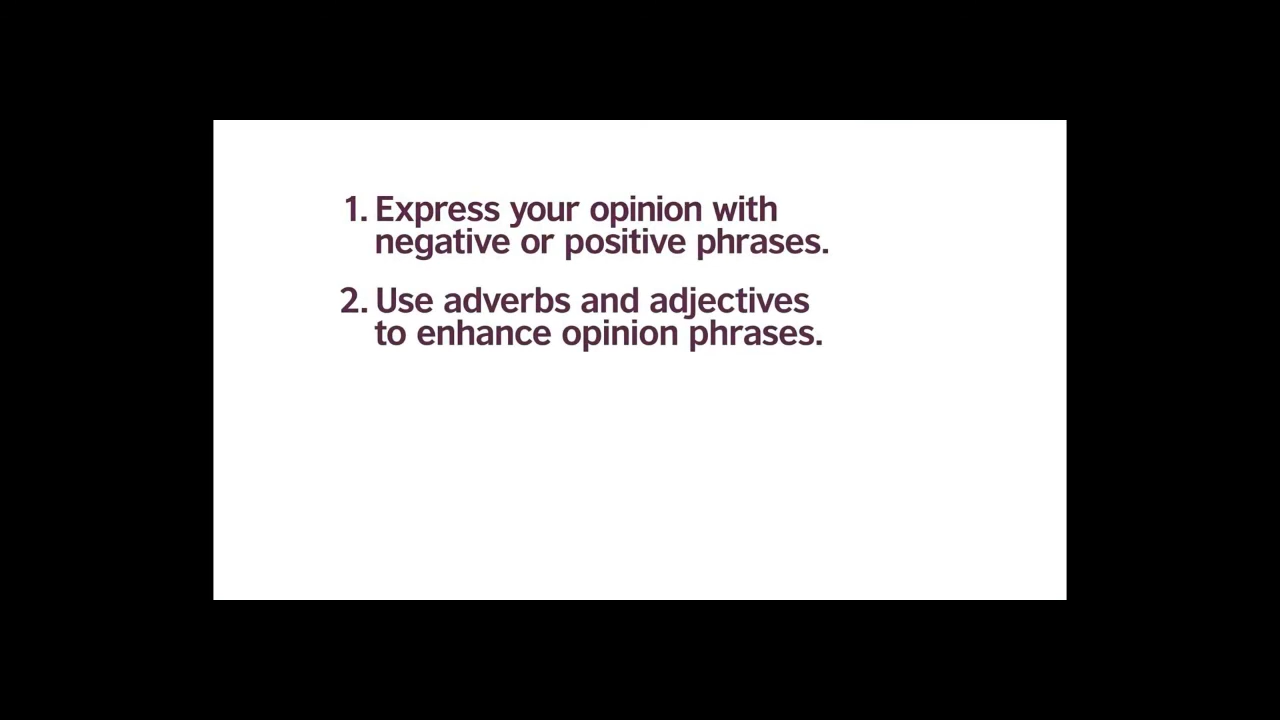 1. Express your opinion with
negative or positive phrases.
2. Use adverbs and adjectives
to enhance opinion phrases.